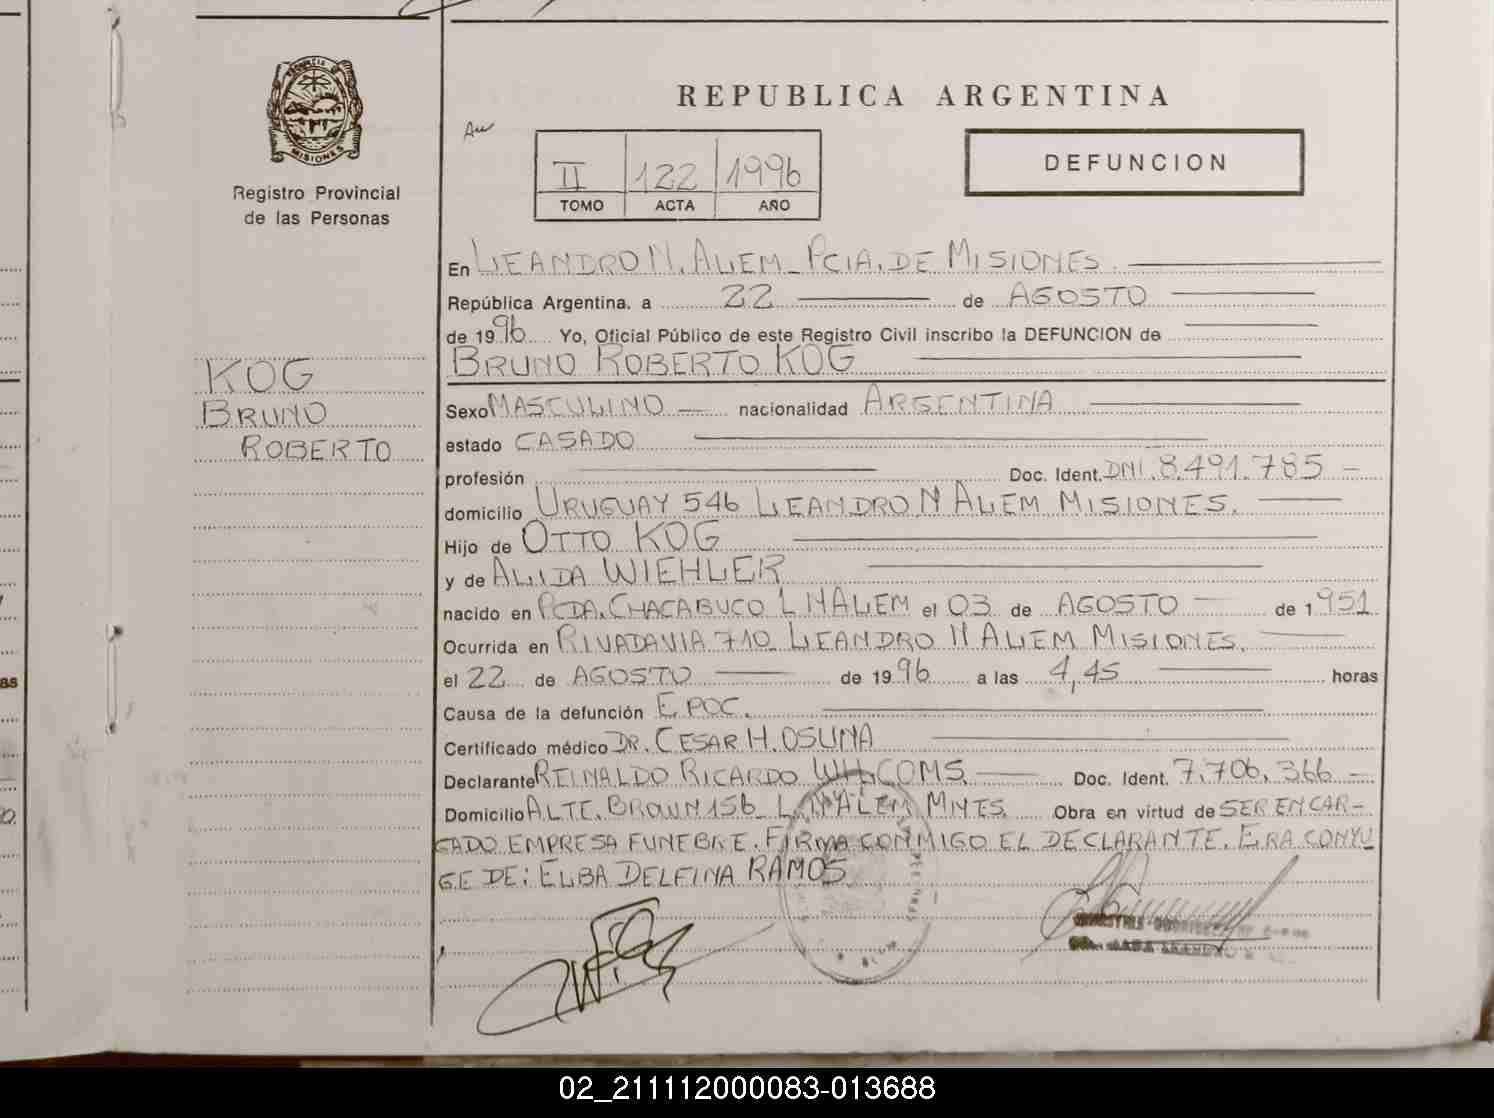 PROVINCIA DE
MISIONES
Registro Provincial
de las Personas
KOG
BRUNO
ROBERTO
REPUBLICA ARGENTINA
II 122 1996
TOMO ACTA AÑO
DEFUNCION
En LEANDRO N. ALEM - PCIA. DE MISIONES
República Argentina, a 22 de AGOSTO
de 1996 Yo, Oficial Público de este Registro Civil inscribo la DEFUNCION de
BRUNO ROBERTO KOG
Sexo MASCULINO nacionalidad ARGENTINA
estado CASADO
profesión Doc. Ident. DNI. 8.491.785 -
domicilio URUGUAY 546 LEANDRO N ALEM MISIONES.
Hijo de OTTO KOG
y de ALIDA WIEHLER
nacido en PCDA. CHACABUCO L N ALEM el 03 de AGOSTO de 1951
Ocurrida en RIVADAVIA 710 LEANDRO N ALEM MISIONES.
el 22 de AGOSTO de 1996 a las 4,45 horas
Causa de la defunción E.POC.
Certificado médico DR. CESAR H. OSUNA
Declarante REINALDO RICARDO WILCOMS. Doc. Ident. 7.706.366 -
Domicilio ALTE. BROWN 156 L.N ALEM MNES. Obra en virtud de SER ENCAR-
GADO EMPRESA FUNEBRE. FIRMA CONMIGO EL DECLARANTE. ERA CONYU
GE DE: ELBA DELFINA RAMOS
as
02_211112000083-013688